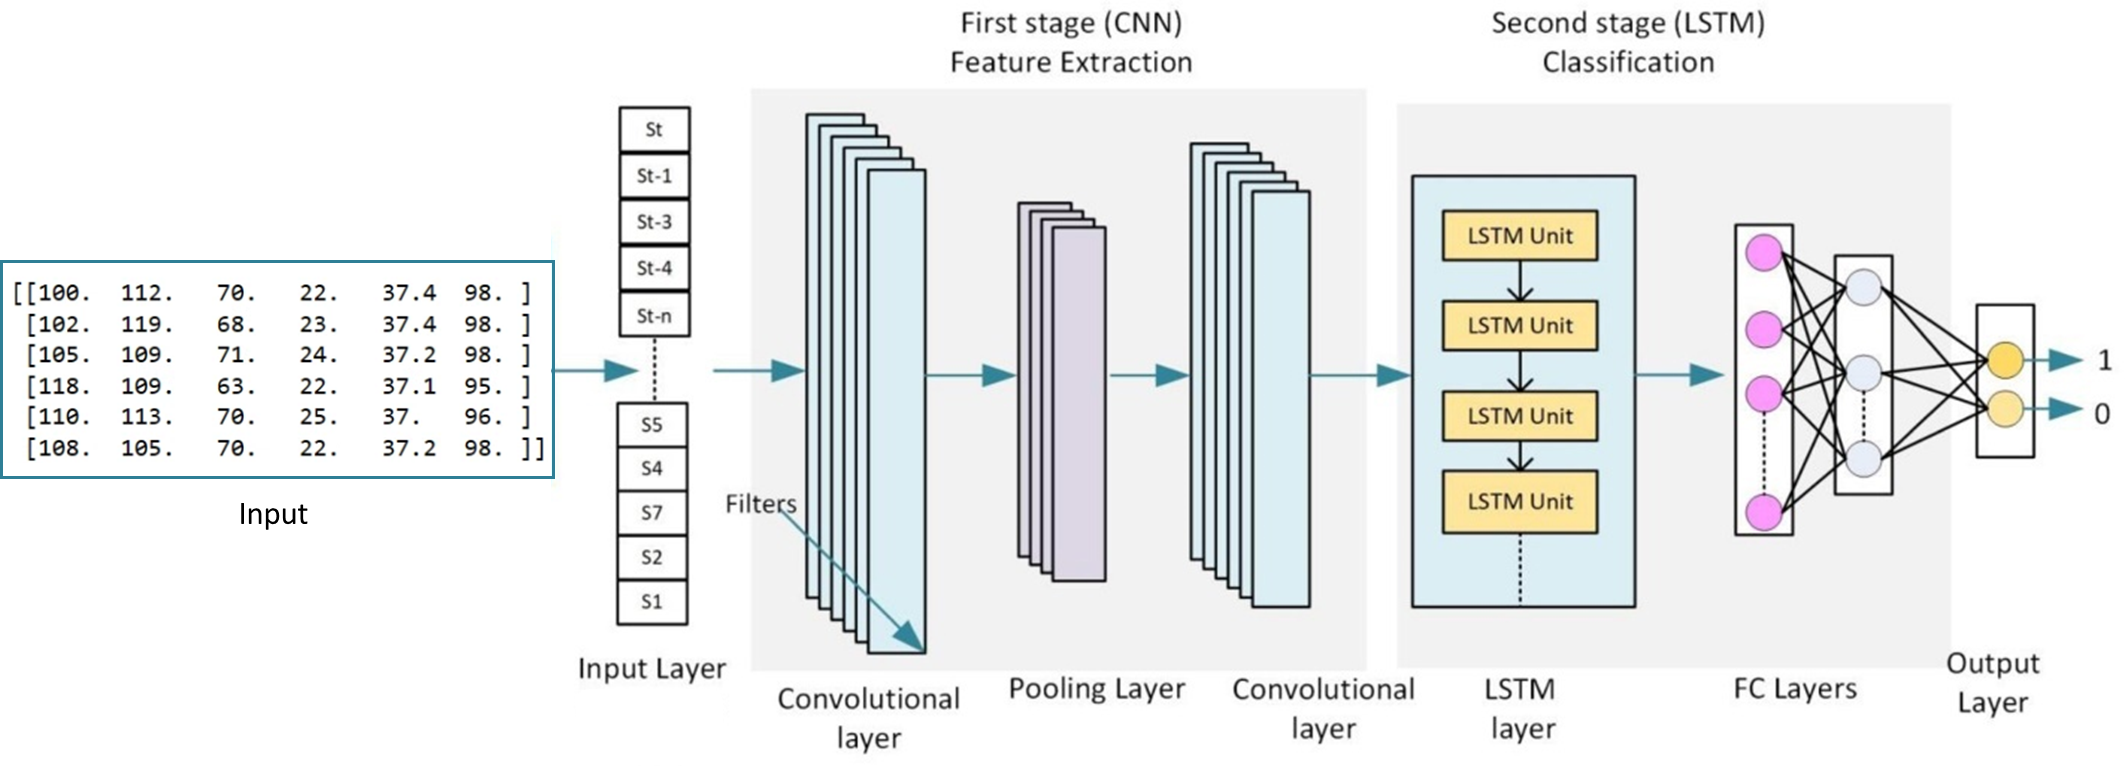 First stage (CNN)
Feature Extraction
Second stage (LSTM)
Classification
[[100. 112. 70. 22. 37.4 98. ]
[102. 119. 68. 23. 37.4 98. ]
[105. 109. 71. 24. 37.2 98. ]
[118. 109. 63. 22. 37.1 95. ]
[110. 113. 70. 25. 37. 96. ]
[108. 105. 70. 22. 37.2 98. ]]
Input
St
St-1
St-3
St-4
St-n
S5
S4
S7
S2
S1
Input Layer
Filters
Convolutional
layer
Pooling Layer
Convolutional
layer
LSTM Unit
LSTM Unit
LSTM Unit
LSTM Unit
LSTM
layer
FC Layers
1
0
Output
Layer